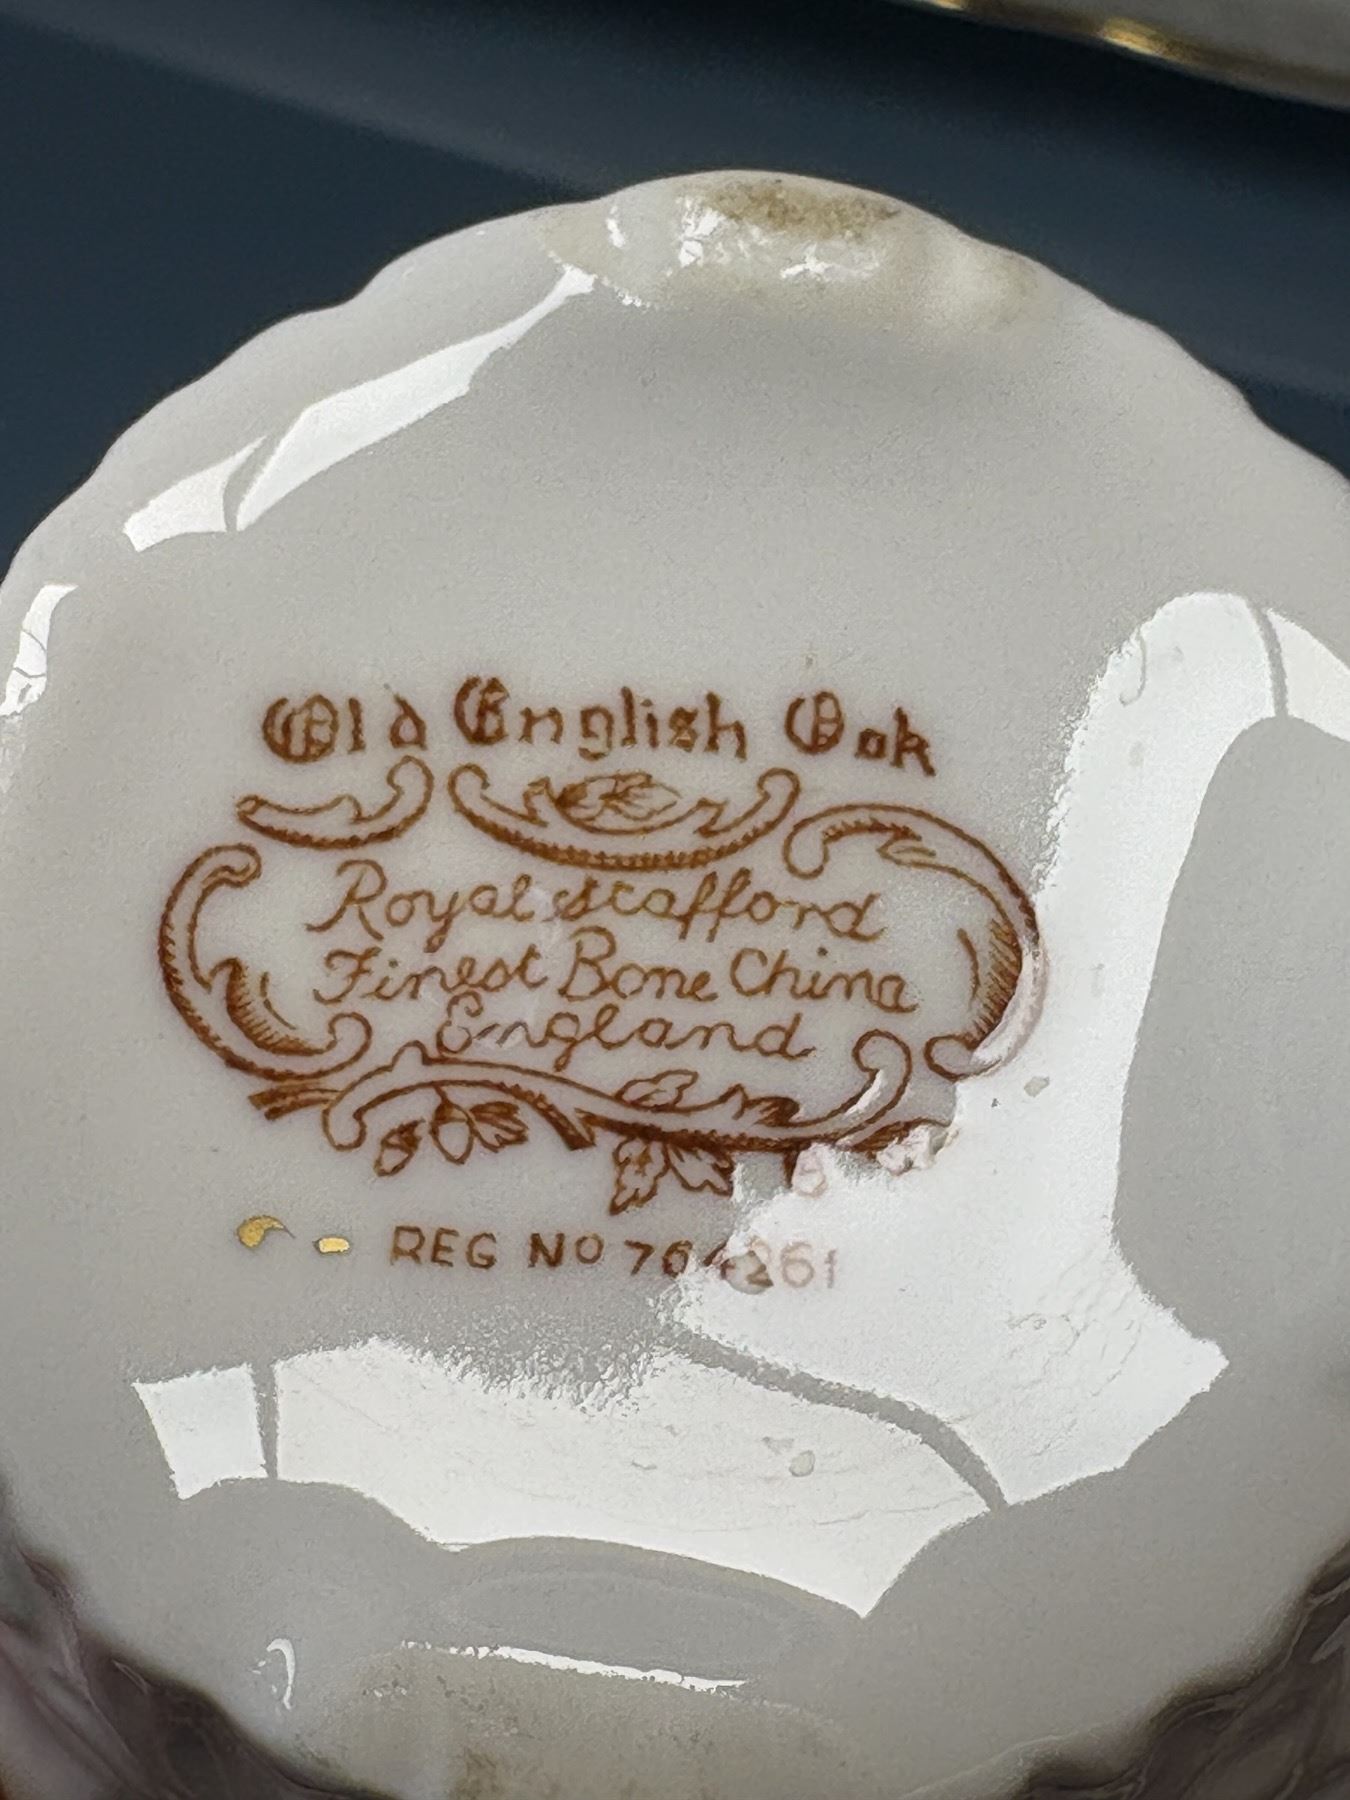 Old English Oak
Royal Stafford
Finest Bone China
England
REG NO 764261